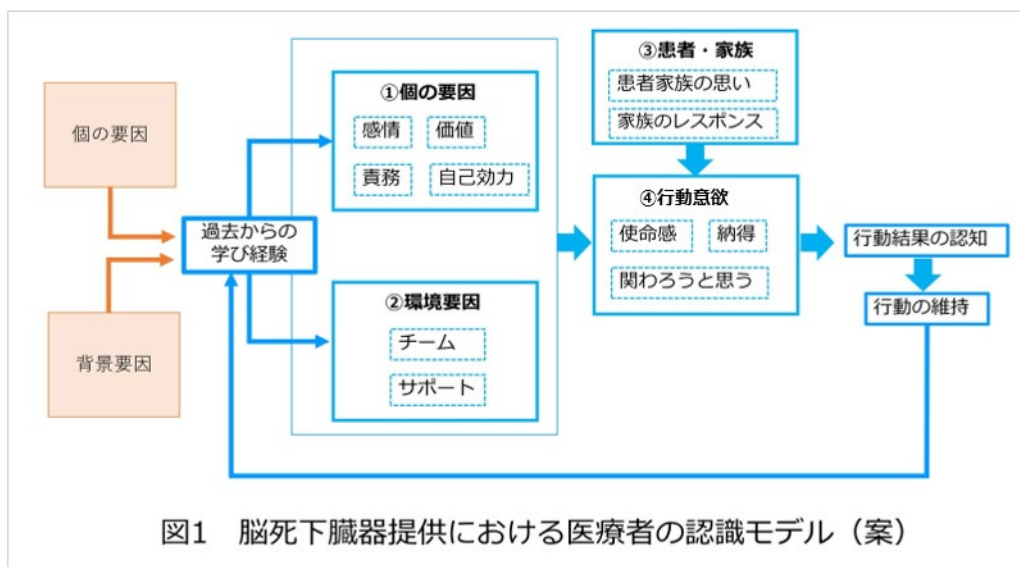 個の要因
背景要因
過去からの
学び経験
①個の要因
感情
価値
責務
自己効力
②環境要因
チーム
サポート
③患者・家族
患者家族の思い
家族のレスポンス
④行動意欲
使命感
納得
関わろうと思う
行動結果の認知
行動の維持
図1　脳死下臓器提供における医療者の認識モデル（案）